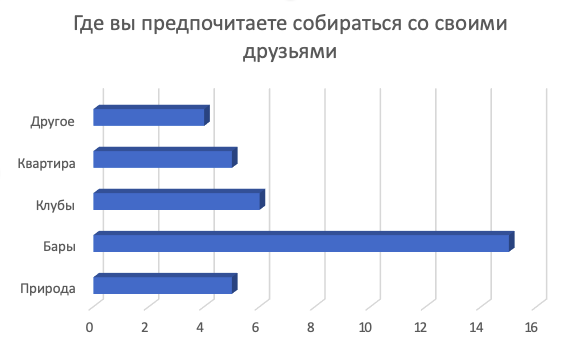 Где вы предпочитаете собираться со своими
друзьями
Другое
Квартира
Клубы
Бары
Природа
0 2 4 6 8 10 12 14 16